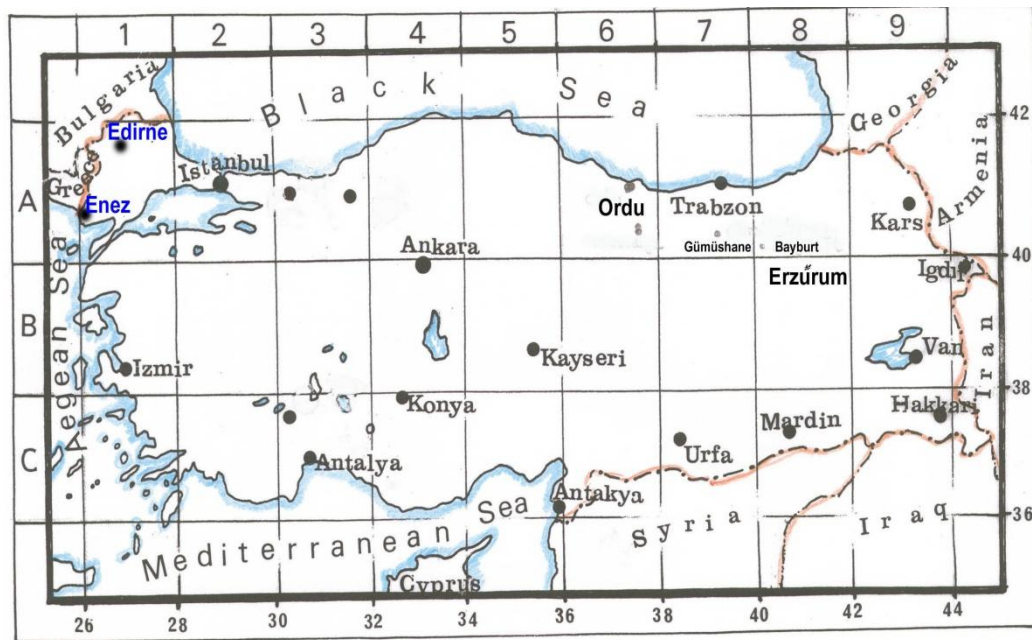 1 2 3 4 5 6 7 8 9
Bulgaria
Black Sea
Georgia
42
Edirne
Greece
Istanbul
Armenia
A
Enez
Ordu
Trabzon
Kars
Gümüshane
Bayburt
Ankara
40
Erzurum
Igdir
Aegean Sea
B
Izmir
Kayseri
Van
Iran
38
Konya
Mardin
Hakkari
C
Antalya
Urfa
Antakya
36
Mediterranean Sea
Syria
Iraq
Cyprus
26 28 30 32 34 36 38 40 42 44